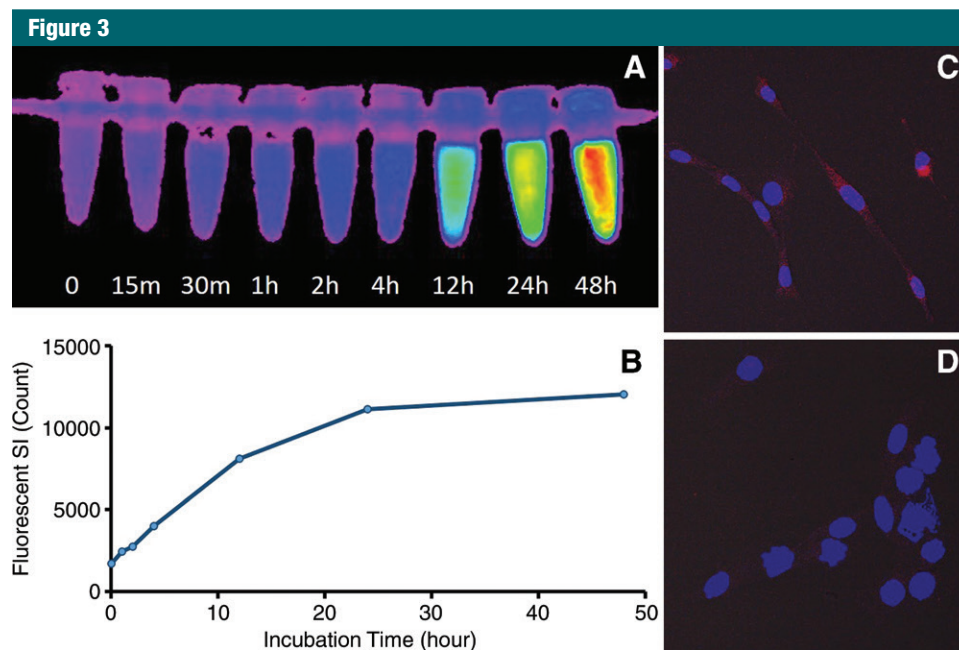 Figure 3
A
0 15m 30m 1h 2h 4h 12h 24h 48h
B
15000
10000
5000
0
Fluorescent SI (Count)
0 10 20 30 40 50
Incubation Time (hour)
C
D